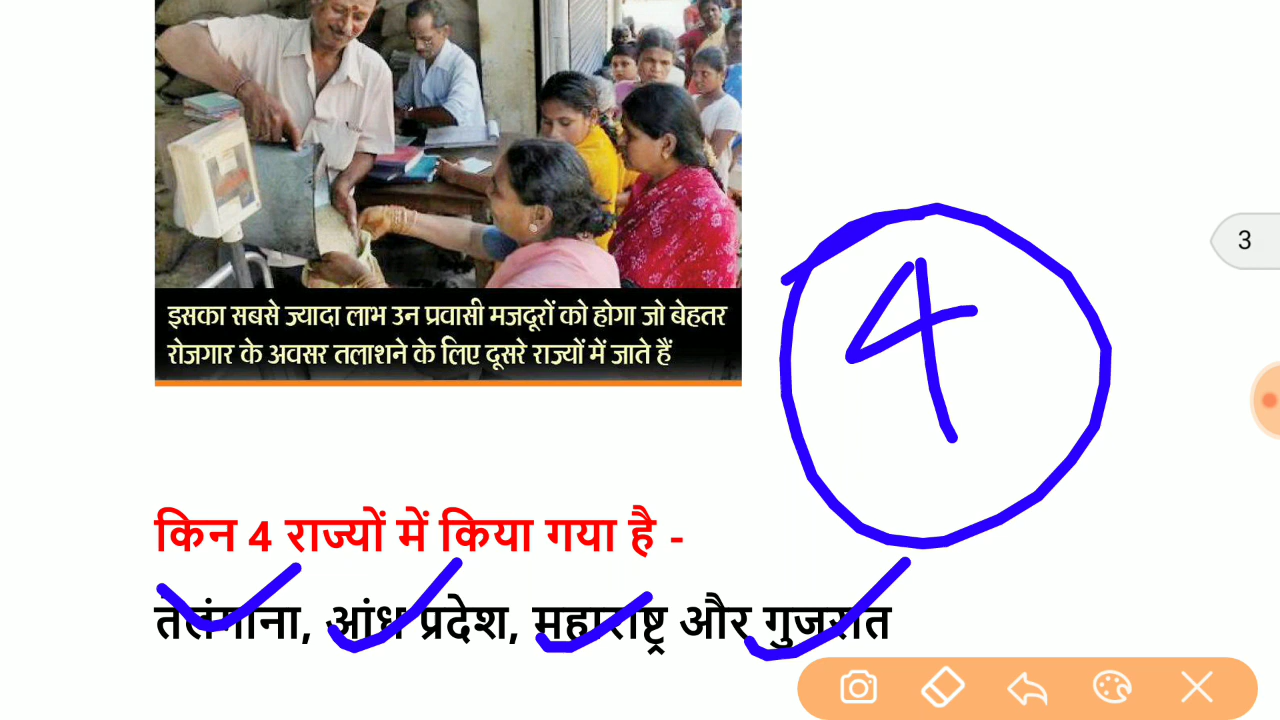 इसका सबसे ज्यादा लाभ उन प्रवासी मजदूरों को होगा जो बेहतर
रोजगार के अवसर तलाशने के लिए दूसरे राज्यों में जाते हैं
4
3
किन 4 राज्यों में किया गया है -
तेलंगाना, आंध प्रदेश, महाराष्ट्र और गुजरात